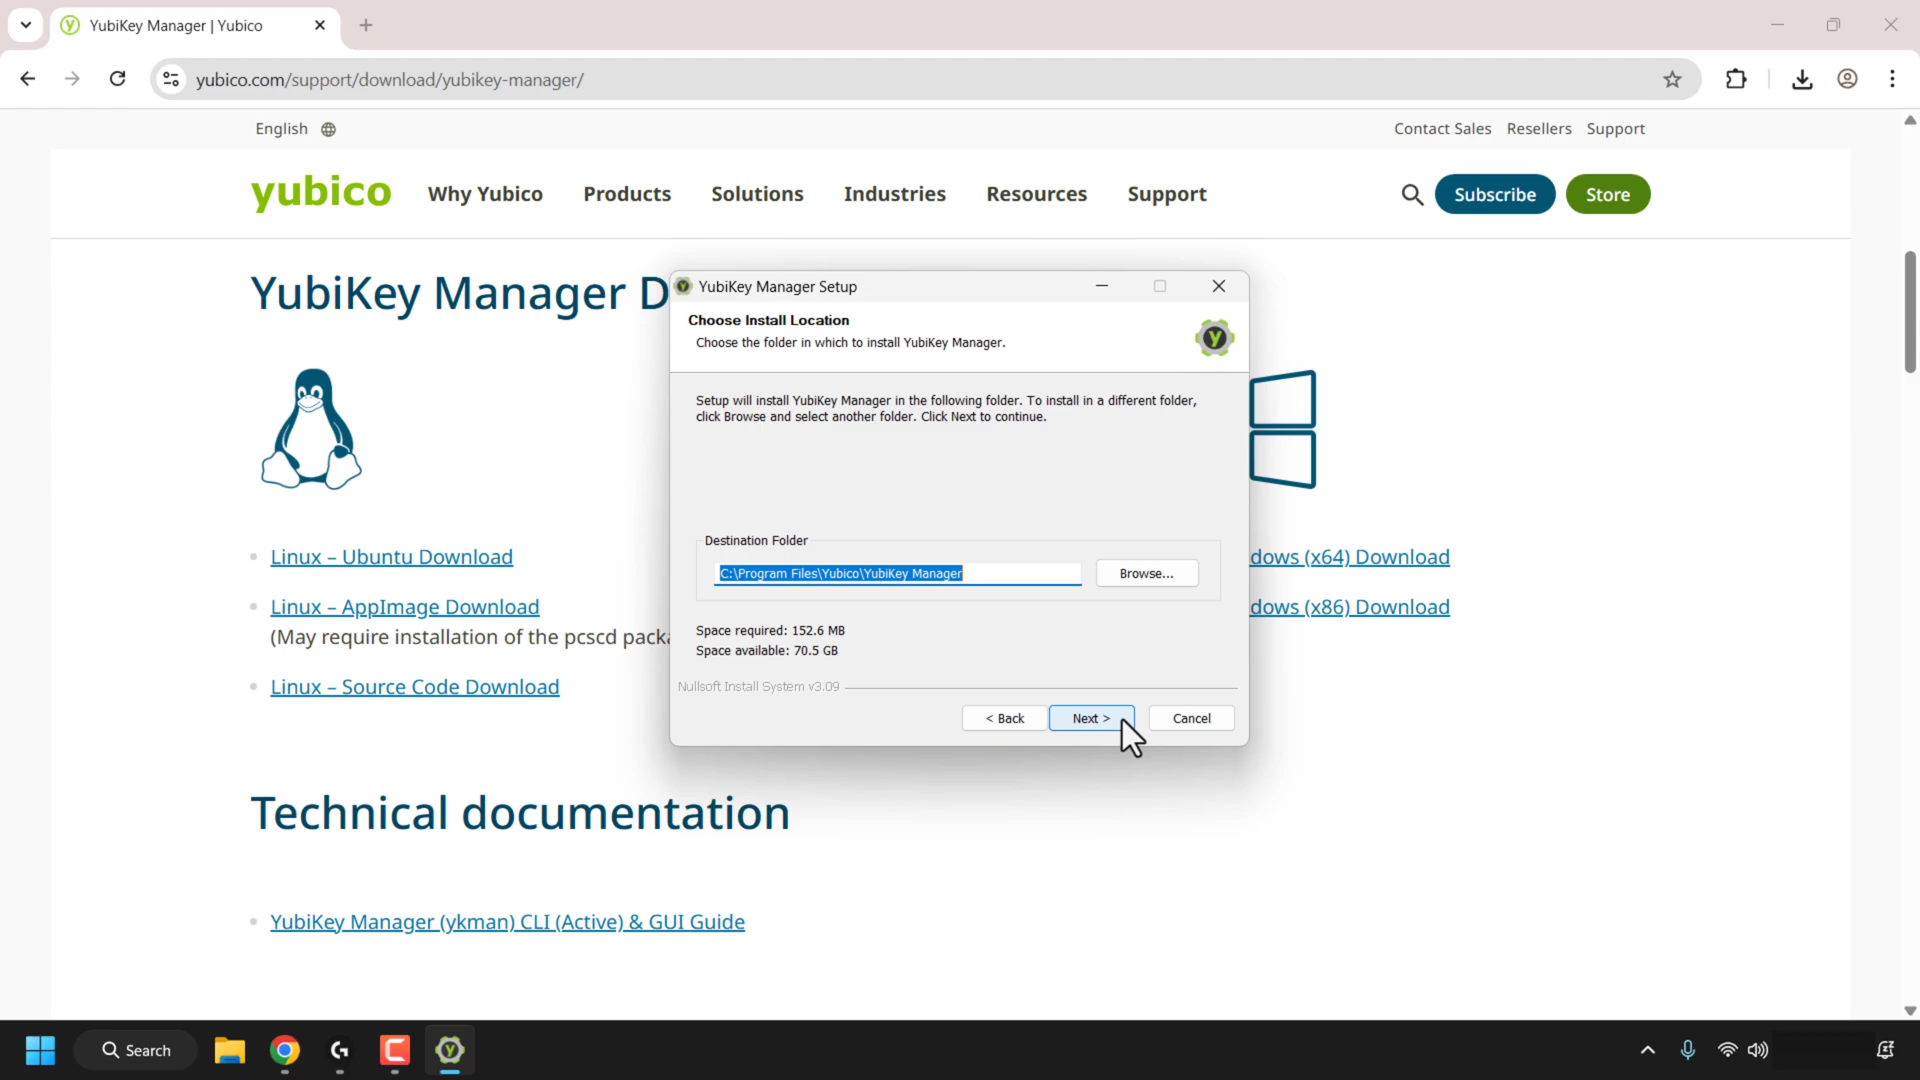 YubiKey Manager | Yubico
yubico.com/support/download/yubikey-manager/
English
Contact Sales Resellers Support
yubico
Why Yubico Products Solutions Industries Resources Support
Subscribe
Store
YubiKey Manager D
YubiKey Manager Setup
Choose Install Location
Choose the folder in which to install YubiKey Manager.
Setup will install YubiKey Manager in the following folder. To install in a different folder,
click Browse and select another folder. Click Next to continue.
Destination Folder
C:\Program Files\Yubico\YubiKey Manager
Browse...
Space required: 152.6 MB
Space available: 70.5 GB
Nullsoft Install System v3.09
< Back
Next >
Cancel
Linux – Ubuntu Download
Linux – AppImage Download
(May require installation of the pcscd packa
Linux – Source Code Download
dows (x64) Download
dows (x86) Download
Technical documentation
YubiKey Manager (ykman) CLI (Active) & GUI Guide
Search